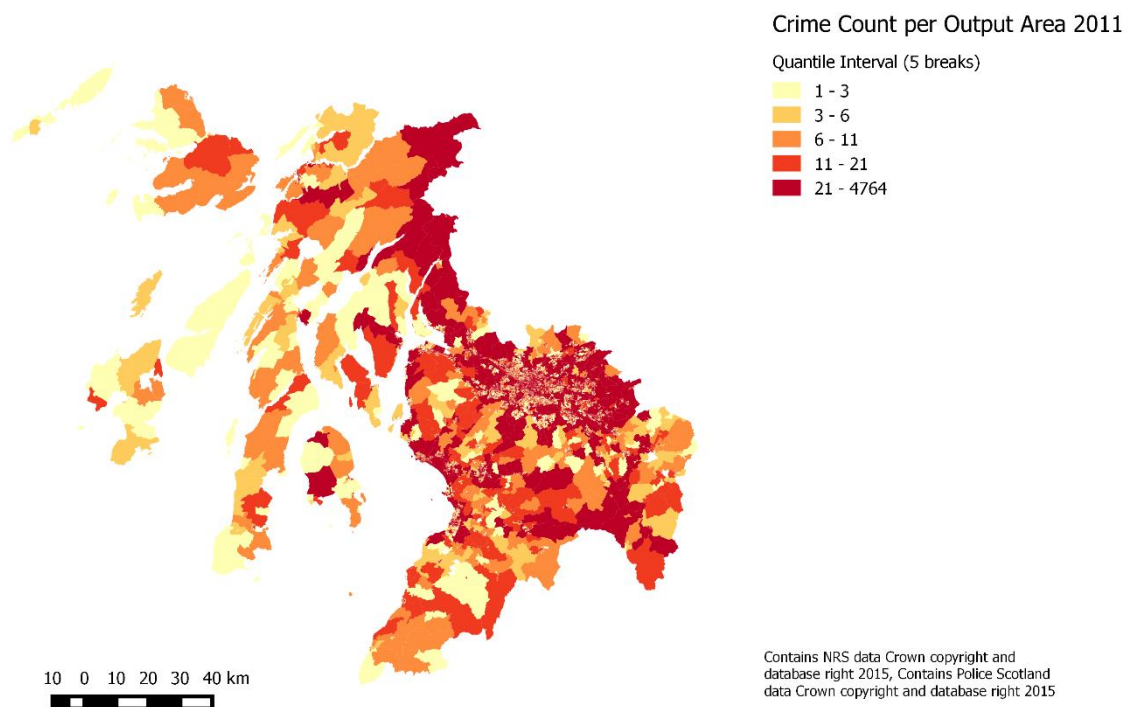 Crime Count per Output Area 2011
Quantile Interval (5 breaks)
1 - 3
3 - 6
6 - 11
11 - 21
21 - 4764
10 0 10 20 30 40 km
Contains NRS data Crown copyright and
database right 2015, Contains Police Scotland
data Crown copyright and database right 2015